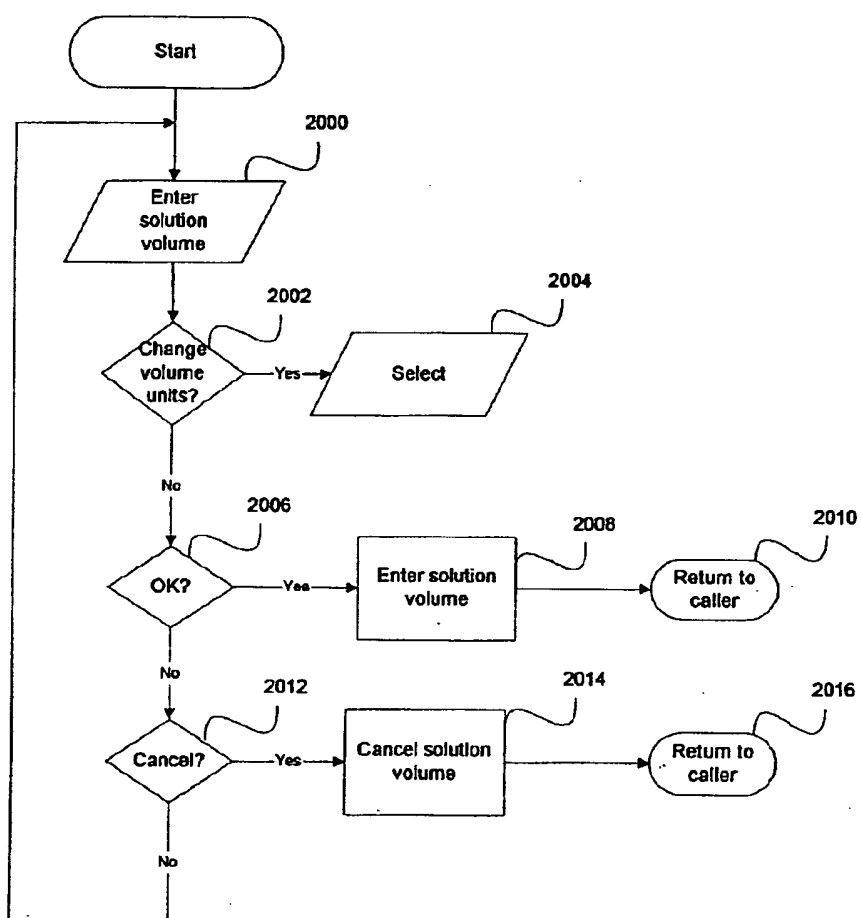 Start
2000
Enter
solution
volume
2002
2004
Change
volume
units?
Yes
Select
No
2006
2008
2010
OK?
Yes
Enter solution
volume
Return to
caller
No
2012
2014
2016
Cancel?
Yes
Cancel solution
volume
Return to
caller
No